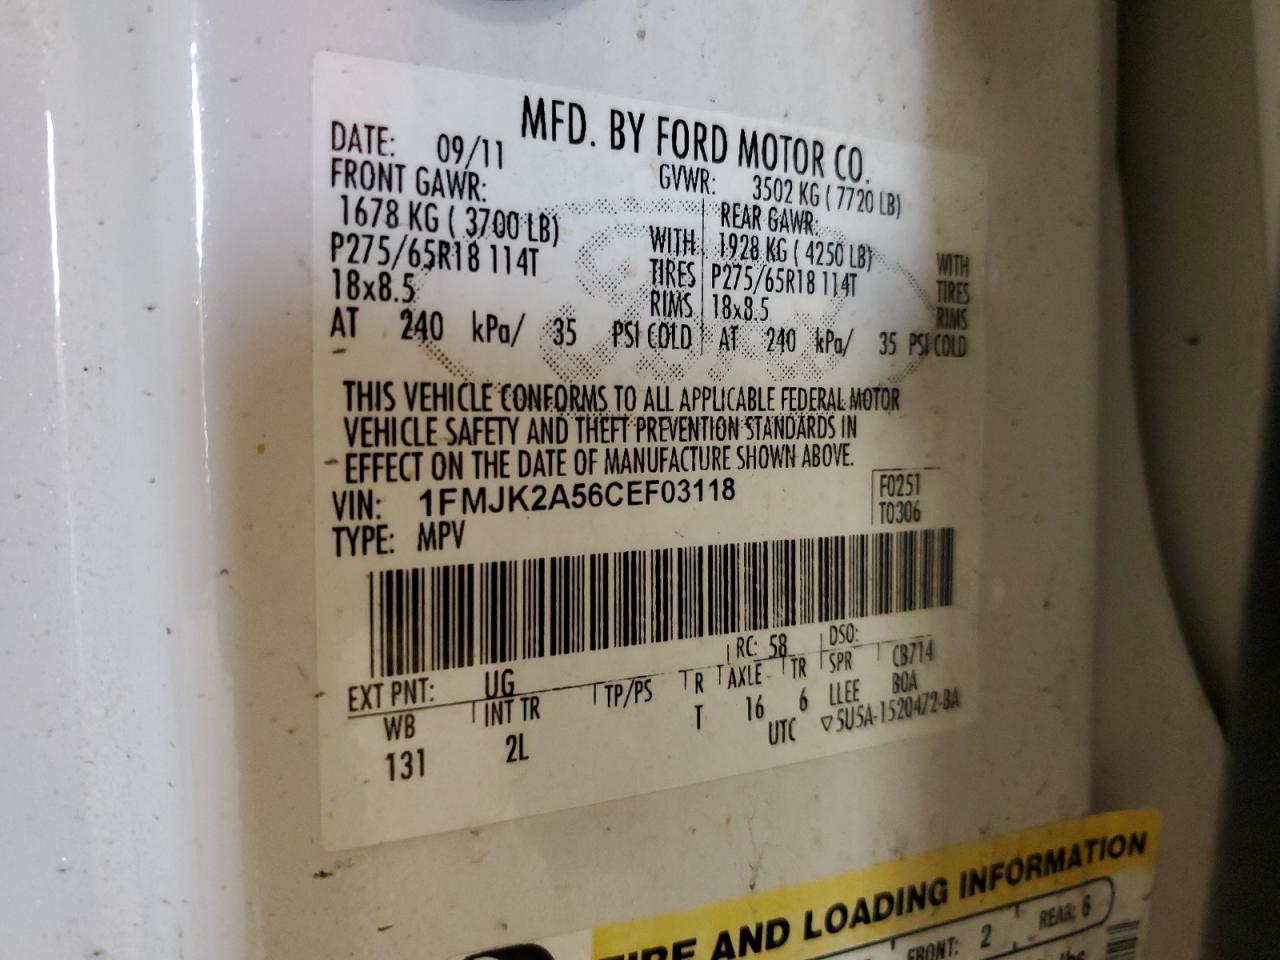 MFD. BY FORD MOTOR CO.
DATE: 09/11 GVWR: 3502 KG ( 7720 LB)
FRONT GAWR: REAR GAWR:
1678 KG ( 3700 LB) WITH 1928 KG ( 4250 LB) WITH
P275/65R18 114T TIRES P275/65R18 114T TIRES
18x8.5 RIMS 18x8.5 RIMS
AT 240 kPa/ 35 PSI COLD AT 240 kPa/ 35 PSI COLD
THIS VEHICLE CONFORMS TO ALL APPLICABLE FEDERAL MOTOR
VEHICLE SAFETY AND THEFT PREVENTION STANDARDS IN
EFFECT ON THE DATE OF MANUFACTURE SHOWN ABOVE.
VIN: 1FMJK2A56CEF03118 F0251
TYPE: MPV T0306
EXT PNT: UG RC: 58 DSO:
WB INT TR TP/PS R AXLE TR SPR CB714
131 2L T 16 6 LLEE BOA
UTC ▽5U5A-1520472-BA
TIRE AND LOADING INFORMATION
FRONT: 2 REAR: 6
lbs